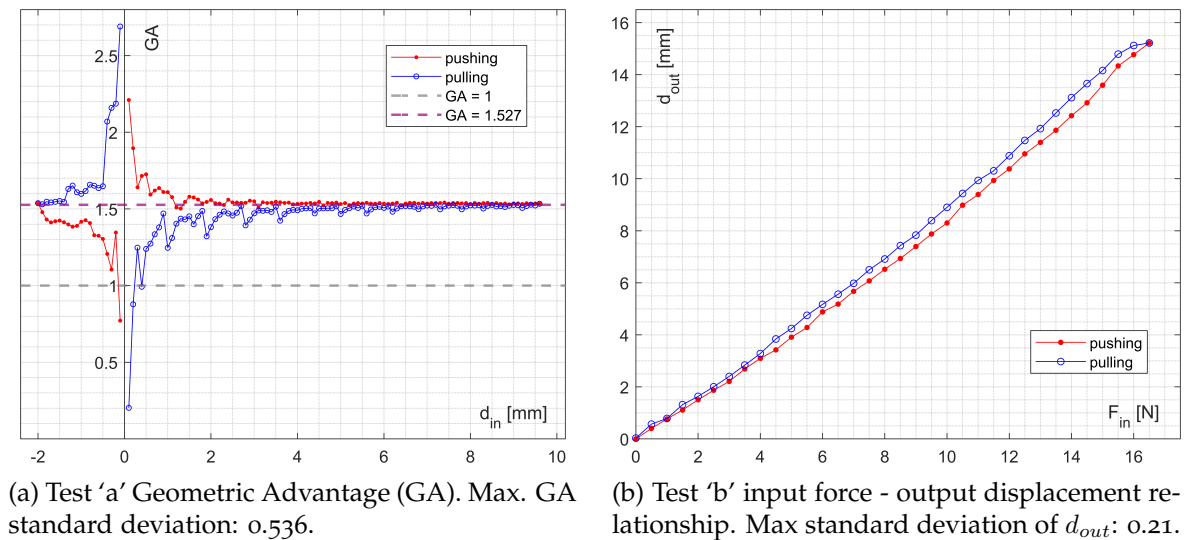 GA
2.5
2
1.5
1
0.5
pushing
pulling
GA = 1
GA = 1.527
d_in [mm]
-2 0 2 4 6 8 10
d_out [mm]
16
14
12
10
8
6
4
2
0
pushing
pulling
F_in [N]
0 2 4 6 8 10 12 14 16
(a) Test ‘a’ Geometric Advantage (GA). Max. GA
standard deviation: 0.536.
(b) Test ‘b’ input force - output displacement re-
lationship. Max standard deviation of d_out: 0.21.